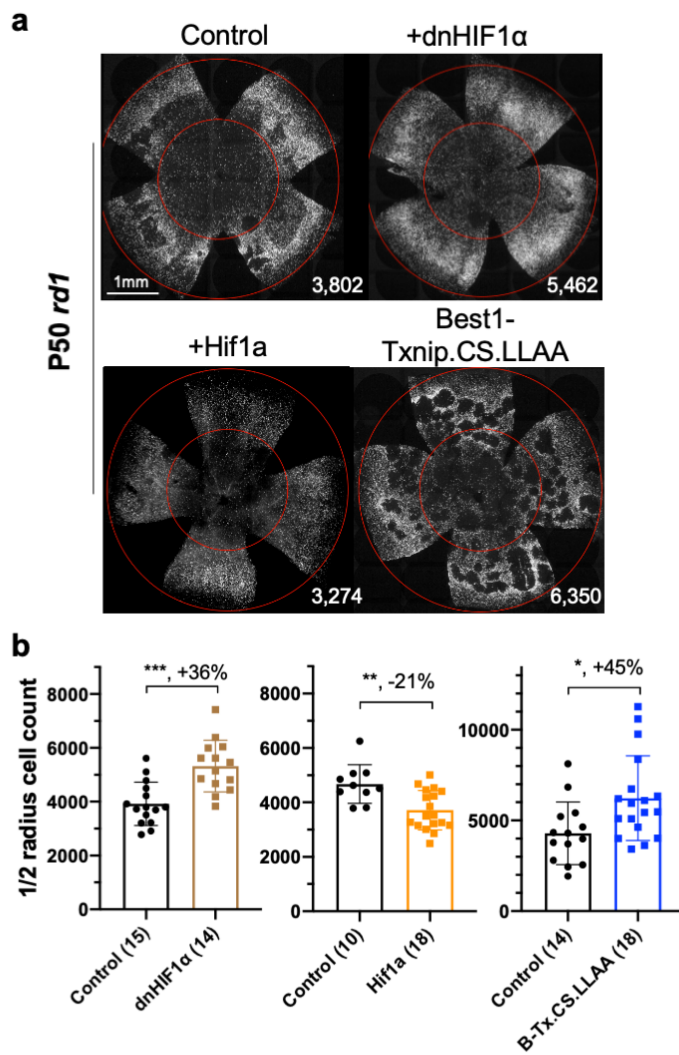 a
Control
+dnHIF1α
P50 rd1
1mm
3,802
5,462
+Hif1a
Best1-
Txnip.CS.LLAA
3,274
6,350
b
1/2 radius cell count
8000
6000
4000
2000
0
***, +36%
Control (15)
dnHIF1α (14)
8000
6000
4000
2000
0
**, -21%
Control (10)
Hif1a (18)
10000
5000
0
*, +45%
Control (14)
B-Tx.CS.LLAA (18)